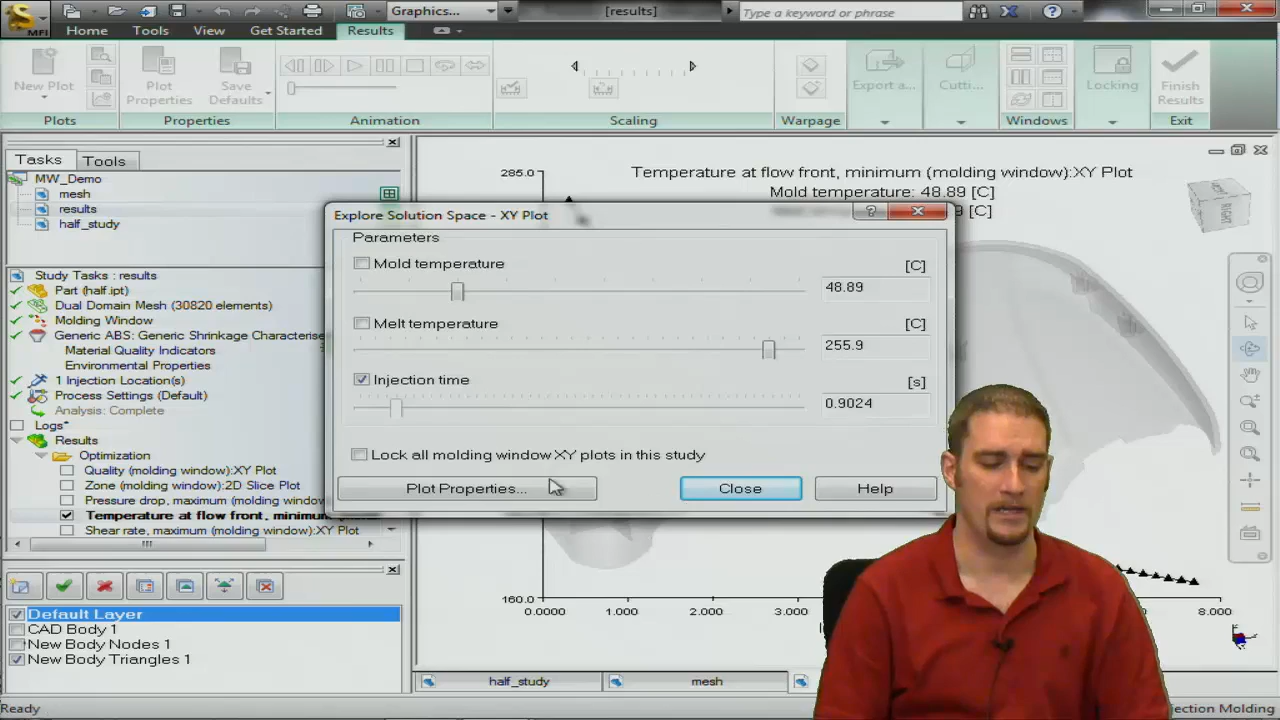 MFI
Graphics...
[results]
Type a keyword or phrase
Home
Tools
View
Get Started
Results
New Plot
Plot Properties
Save Defaults
Export a...
Cutti...
Locking
Finish Results
Plots
Properties
Animation
Scaling
Warpage
Windows
Exit
Tasks
Tools
MW_Demo
mesh
results
half_study
Study Tasks : results
Part (half.ipt)
Dual Domain Mesh (30820 elements)
Molding Window
Generic ABS: Generic Shrinkage Characterise
Material Quality Indicators
Environmental Properties
1 Injection Location(s)
Process Settings (Default)
Analysis: Complete
Logs*
Results
Optimization
Quality (molding window):XY Plot
Zone (molding window):2D Slice Plot
Pressure drop, maximum (molding window)
Temperature at flow front, minimum
Shear rate, maximum (molding window):XY Plot
Default Layer
CAD Body 1
New Body Nodes 1
New Body Triangles 1
285.0
Temperature at flow front, minimum (molding window):XY Plot
Mold temperature: 48.89 [C]
RIGHT
Explore Solution Space - XY Plot
Parameters
Mold temperature
[C]
48.89
Melt temperature
[C]
255.9
Injection time
[s]
0.9024
Lock all molding window XY plots in this study
Plot Properties...
Close
Help
160.0
0.0000
1.000
2.000
3.000
8.000
half_study
mesh
Ready
jection Molding